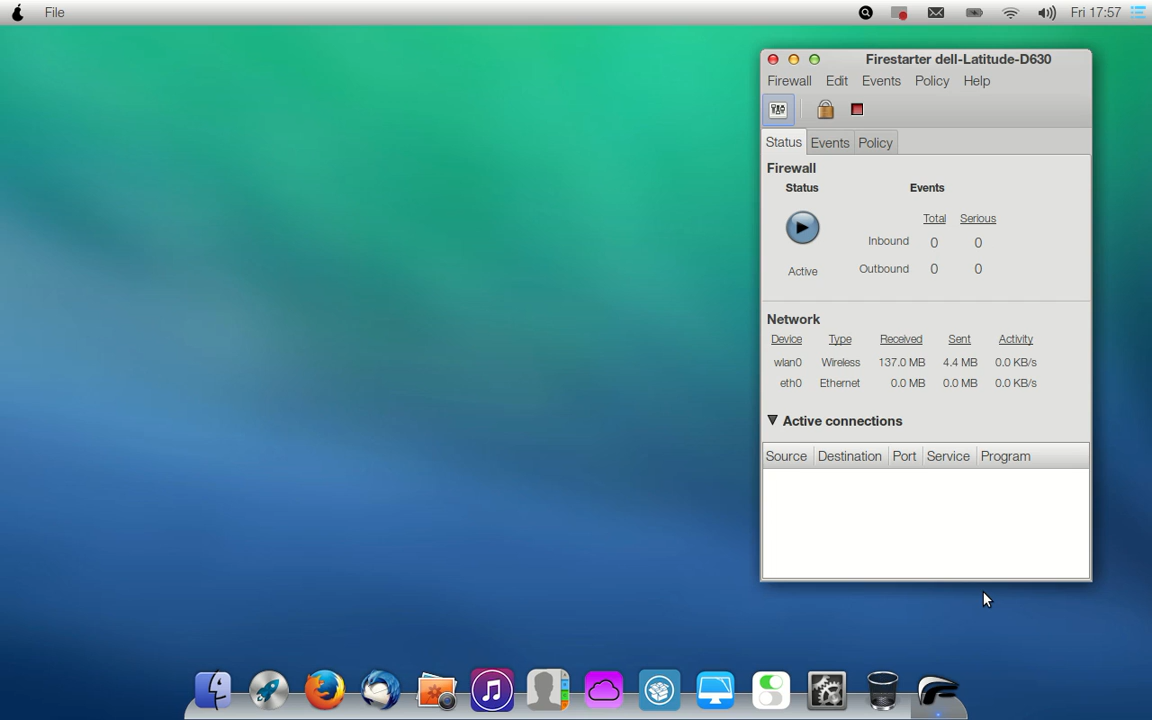 File
Fri 17:57
Firestarter dell-Latitude-D630
Firewall Edit Events Policy Help
Status Events Policy
Firewall
Status Events
Total Serious
Inbound 0 0
Active
Outbound 0 0
Network
Device Type Received Sent Activity
wlan0 Wireless 137.0 MB 4.4 MB 0.0 KB/s
eth0 Ethernet 0.0 MB 0.0 MB 0.0 KB/s
Active connections
Source Destination Port Service Program